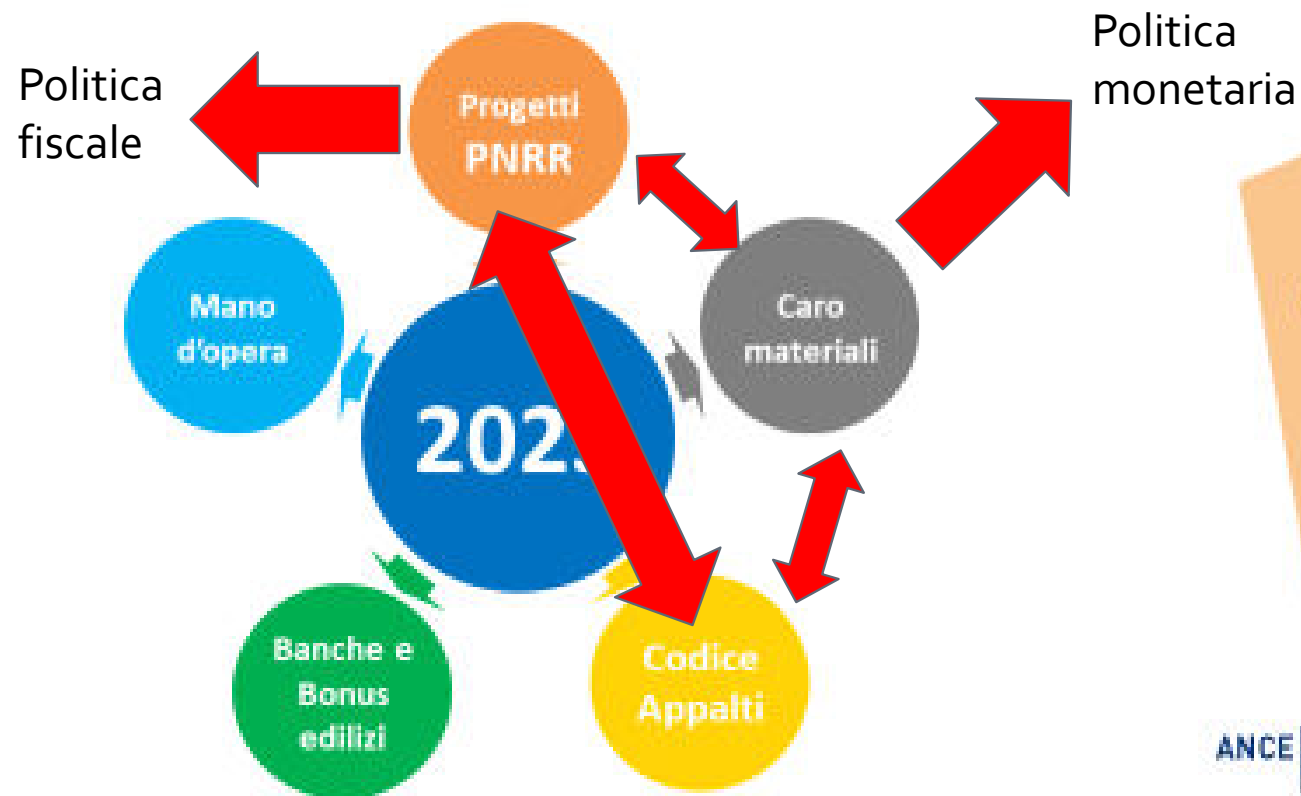 Politica
fiscale
Politica
monetaria
Progetti
PNRR
Mano
d'opera
Caro
materiali
Banche e
Bonus
edilizi
Codice
Appalti
ANCE